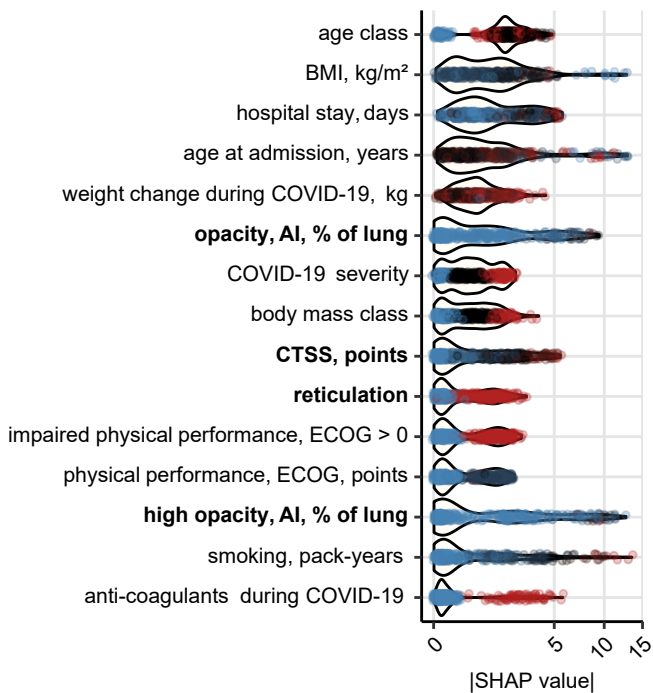 age class
BMI, kg/m²
hospital stay, days
age at admission, years
weight change during COVID-19, kg
opacity, AI, % of lung
COVID-19 severity
body mass class
CTSS, points
reticulation
impaired physical performance, ECOG > 0
physical performance, ECOG, points
high opacity, AI, % of lung
smoking, pack-years
anti-coagulants during COVID-19
0 5 10 15
|SHAP value|